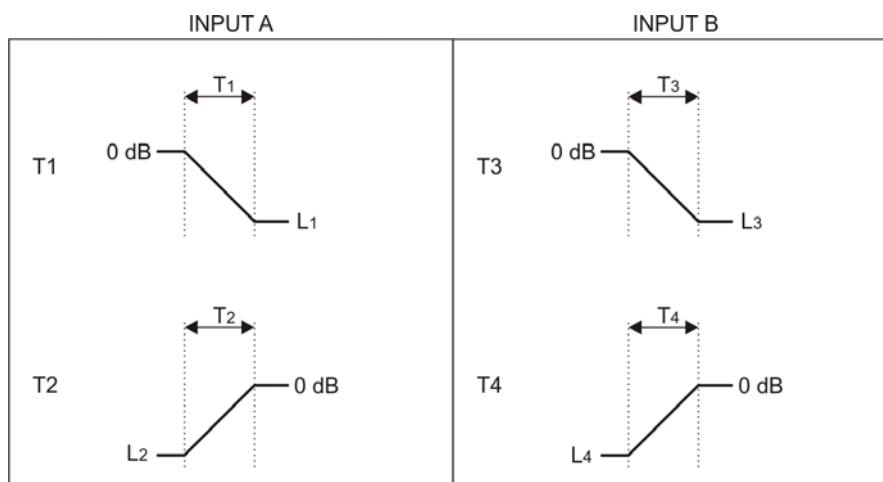 INPUT A
INPUT B
T1
T1
0 dB
L1
T3
T3
0 dB
L3
T2
T2
0 dB
L2
T4
T4
0 dB
L4